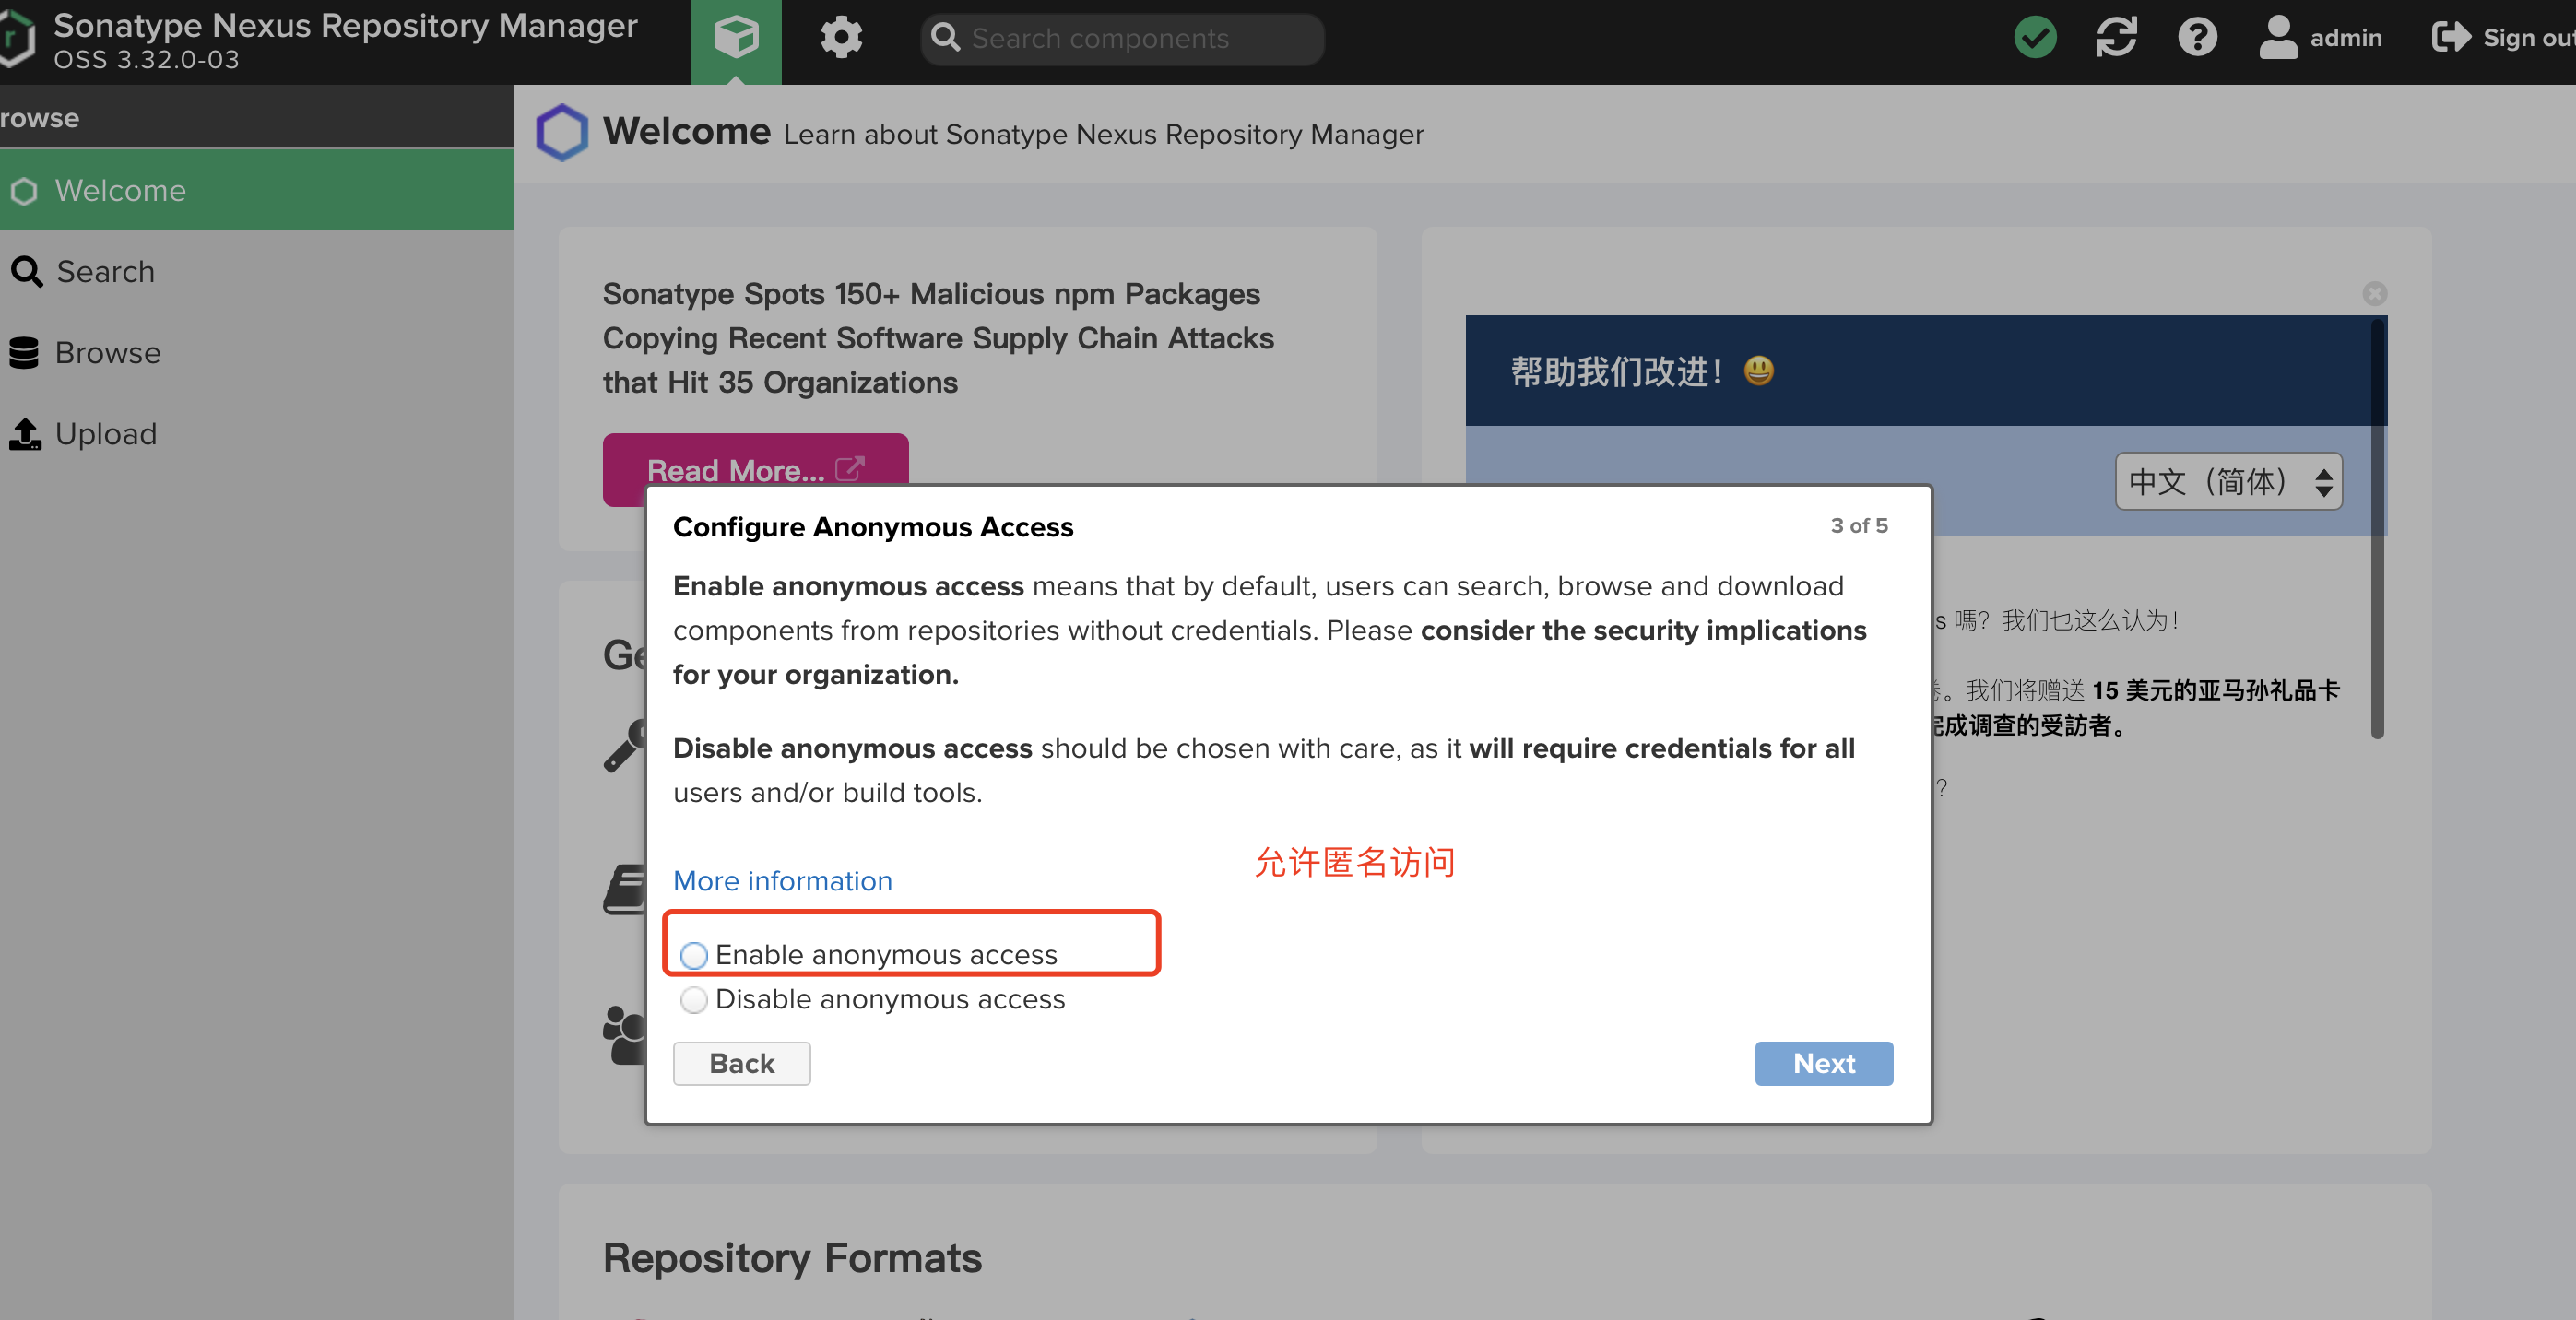 Sonatype Nexus Repository Manager
OSS 3.32.0-03
Search components
admin
Sign out
rowse
Welcome
Search
Browse
Upload
Welcome Learn about Sonatype Nexus Repository Manager
Sonatype Spots 150+ Malicious npm Packages
Copying Recent Software Supply Chain Attacks
that Hit 35 Organizations
Read More...
帮助我们改进！😃
中文（简体）
s 嗎？我们也这么认为！
。我们将赠送 15 美元的亚马孙礼品卡
完成调查的受訪者。
?
Ge
Configure Anonymous Access
3 of 5
Enable anonymous access means that by default, users can search, browse and download
components from repositories without credentials. Please consider the security implications
for your organization.
Disable anonymous access should be chosen with care, as it will require credentials for all
users and/or build tools.
允许匿名访问
More information
Enable anonymous access
Disable anonymous access
Back
Next
Repository Formats